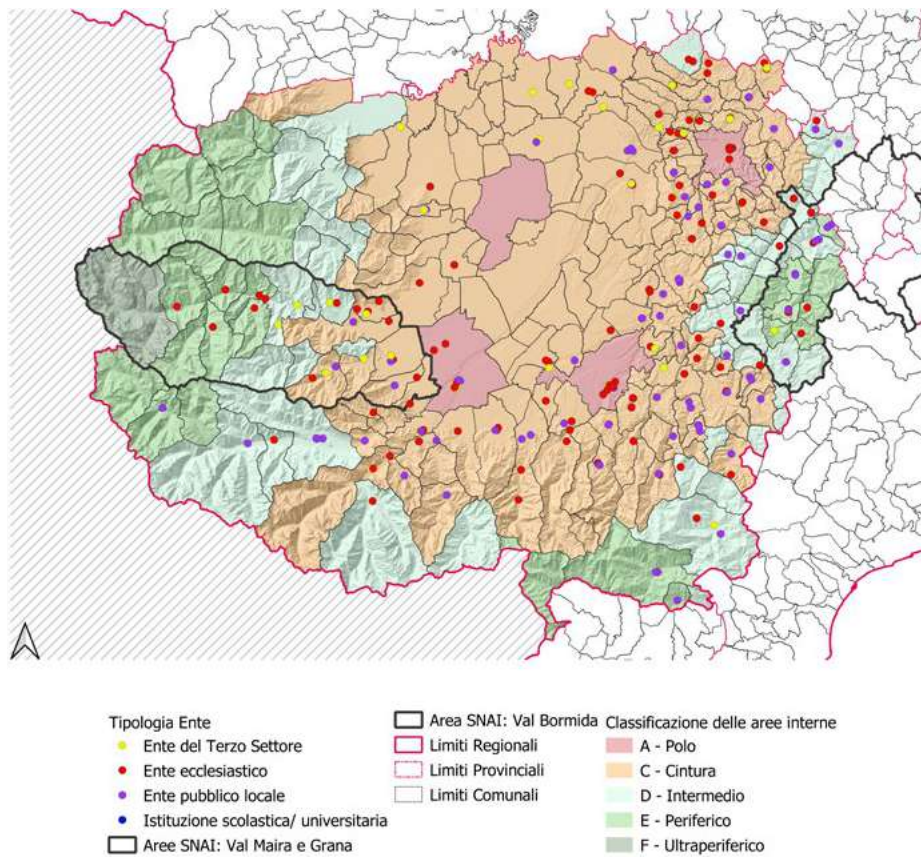 Tipologia Ente
Ente del Terzo Settore
Ente ecclesiastico
Ente pubblico locale
Istituzione scolastica/ universitaria
Aree SNAI: Val Maira e Grana
Area SNAI: Val Bormida
Limiti Regionali
Limiti Provinciali
Limiti Comunali
Classificazione delle aree interne
A - Polo
C - Cintura
D - Intermedio
E - Periferico
F - Ultraperiferico